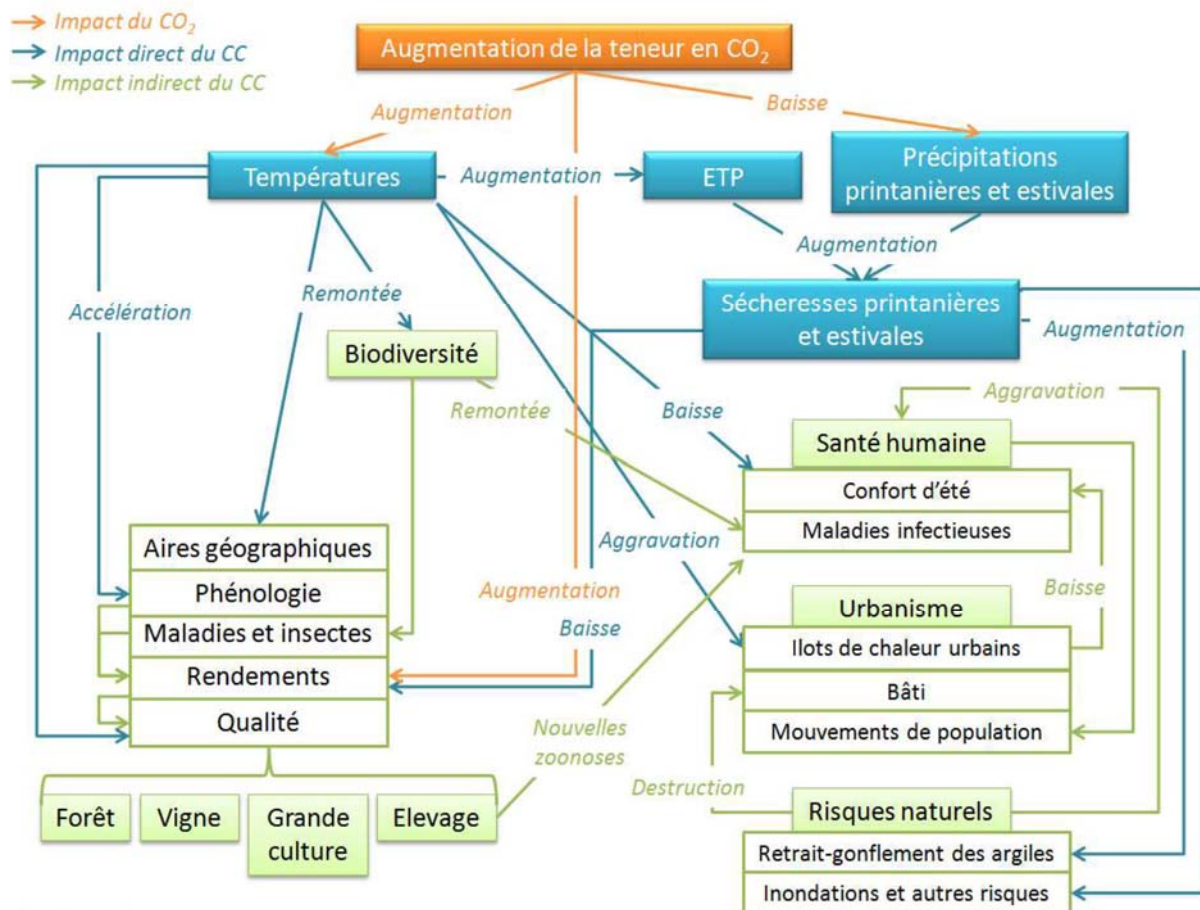 Impact du CO2
Impact direct du CC
Impact indirect du CC
Augmentation de la teneur en CO2
Augmentation
Baisse
Températures
Augmentation
ETP
Précipitations
printanières et estivales
Augmentation
Accélération
Remontée
Sécheresses printanières
et estivales
Augmentation
Biodiversité
Remontée
Baisse
Aggravation
Santé humaine
Confort d'été
Maladies infectieuses
Aires géographiques
Phénologie
Maladies et insectes
Rendements
Qualité
Aggravation
Augmentation
Baisse
Baisse
Urbanisme
Ilots de chaleur urbains
Bâti
Mouvements de population
Nouvelles
zoonoses
Destruction
Forêt
Vigne
Grande
culture
Elevage
Risques naturels
Retrait-gonflement des argiles
Inondations et autres risques